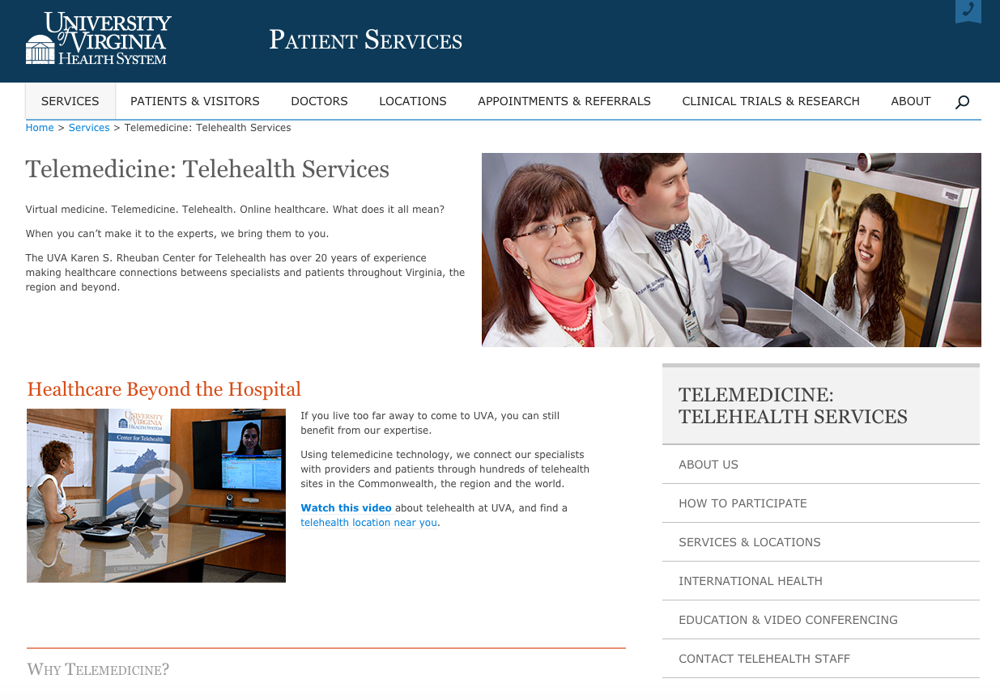 UNIVERSITY
of VIRGINIA
HEALTH SYSTEM
PATIENT SERVICES
SERVICES
PATIENTS & VISITORS
DOCTORS
LOCATIONS
APPOINTMENTS & REFERRALS
CLINICAL TRIALS & RESEARCH
ABOUT
Home > Services > Telemedicine: Telehealth Services
Telemedicine: Telehealth Services
Virtual medicine. Telemedicine. Telehealth. Online healthcare. What does it all mean?
When you can’t make it to the experts, we bring them to you.
The UVA Karen S. Rheuban Center for Telehealth has over 20 years of experience
making healthcare connections betweens specialists and patients throughout Virginia, the
region and beyond.
Neurology
Healthcare Beyond the Hospital
UNIVERSITY
of VIRGINIA
HEALTH SYSTEM
Center for Telehealth
If you live too far away to come to UVA, you can still
benefit from our expertise.
Using telemedicine technology, we connect our specialists
with providers and patients through hundreds of telehealth
sites in the Commonwealth, the region and the world.
Watch this video about telehealth at UVA, and find a
telehealth location near you.
TELEMEDICINE:
TELEHEALTH SERVICES
ABOUT US
HOW TO PARTICIPATE
SERVICES & LOCATIONS
INTERNATIONAL HEALTH
EDUCATION & VIDEO CONFERENCING
CONTACT TELEHEALTH STAFF
WHY TELEMEDICINE?